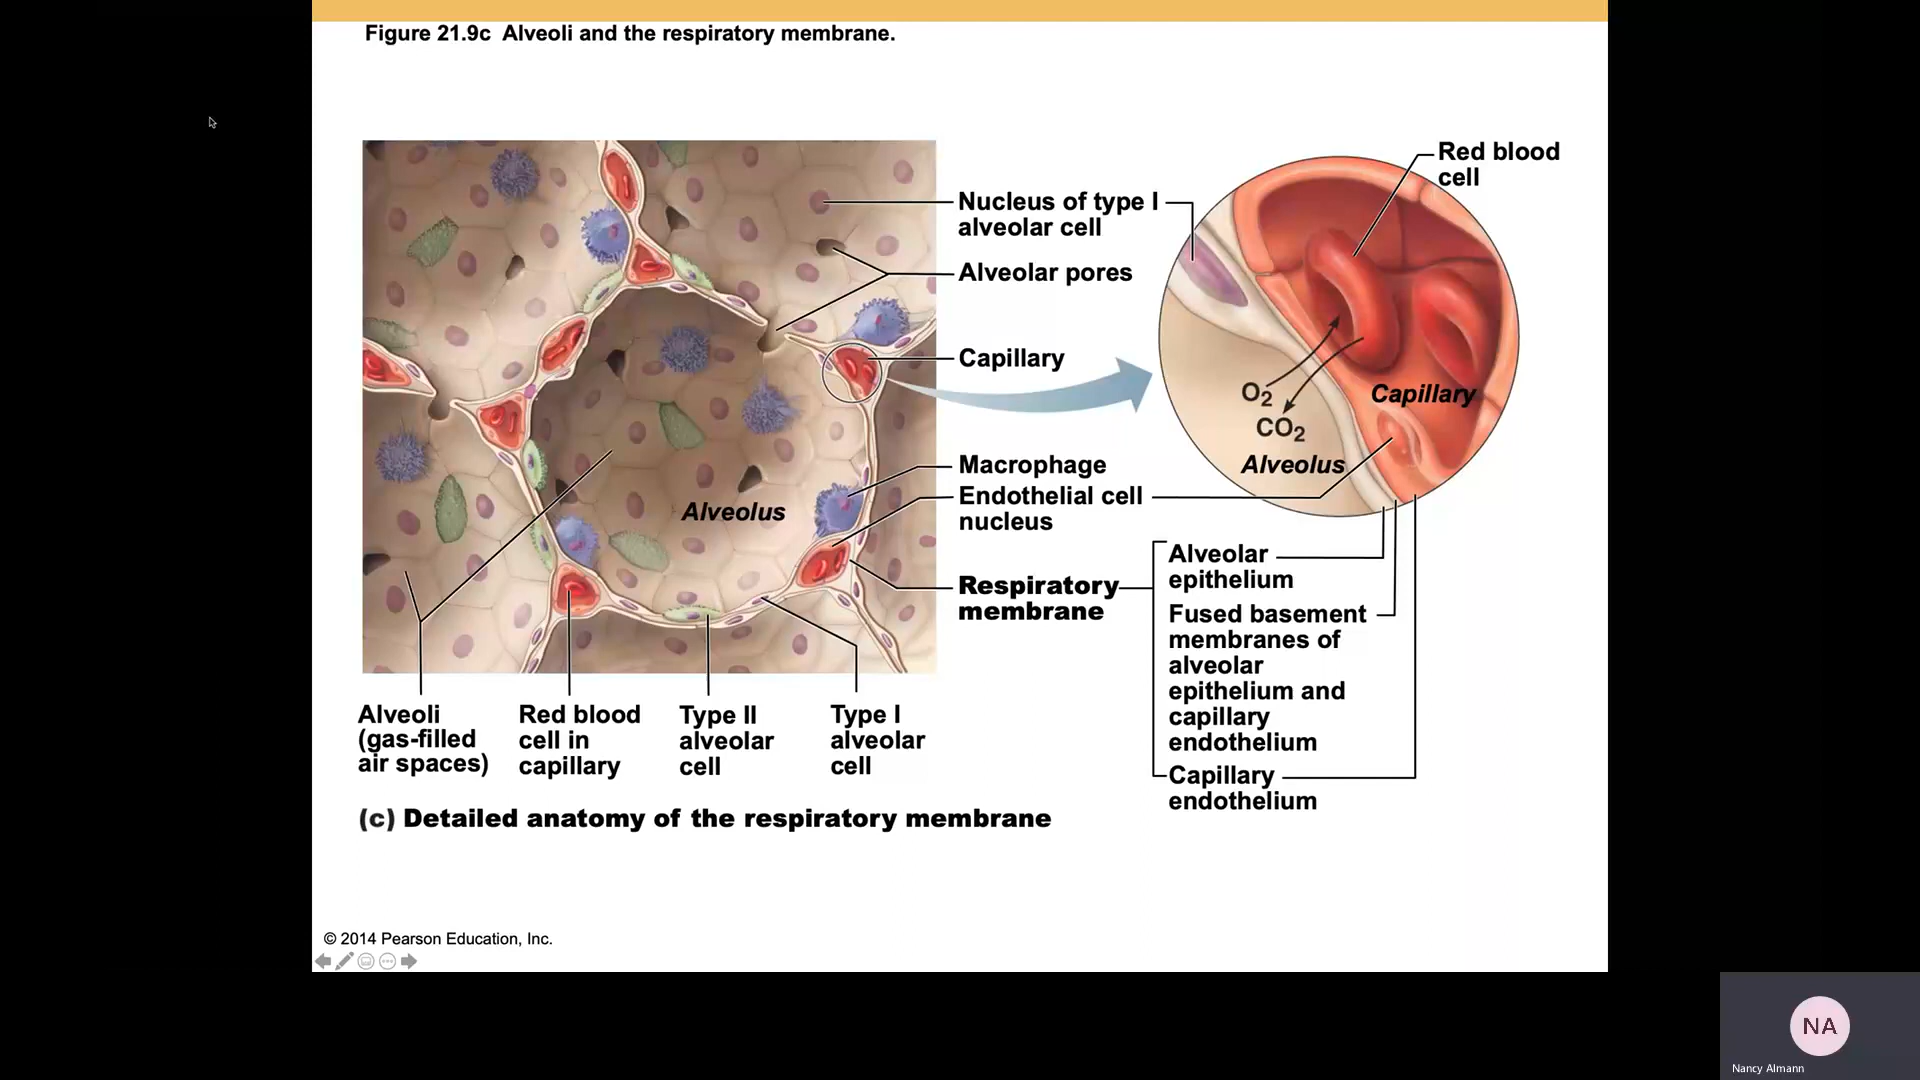 Figure 21.9c  Alveoli and the respiratory membrane.
Red blood
cell
Nucleus of type I
alveolar cell
Alveolar pores
Capillary
O2
CO2
Capillary
Alveolus
Macrophage
Endothelial cell
nucleus
Alveolus
Respiratory
membrane
Alveolar
epithelium
Fused basement
membranes of
alveolar
epithelium and
capillary
endothelium
Capillary
endothelium
Alveoli
(gas-filled
air spaces)
Red blood
cell in
capillary
Type II
alveolar
cell
Type I
alveolar
cell
(c) Detailed anatomy of the respiratory membrane
© 2014 Pearson Education, Inc.
NA
Nancy Almann